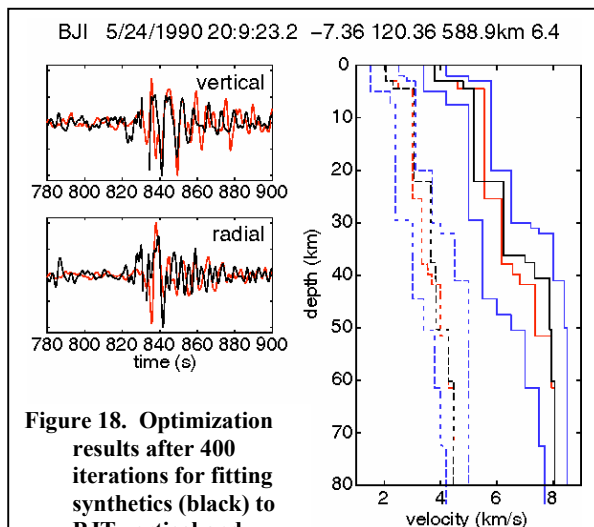 BJI 5/24/1990 20:9:23.2 -7.36 120.36 588.9km 6.4
vertical
780 800 820 840 860 880 900
radial
780 800 820 840 860 880 900
time (s)
0
10
20
30
40
50
60
70
80
depth (km)
2 4 6 8
velocity (km/s)
Figure 18. Optimization
results after 400
iterations for fitting
synthetics (black) to